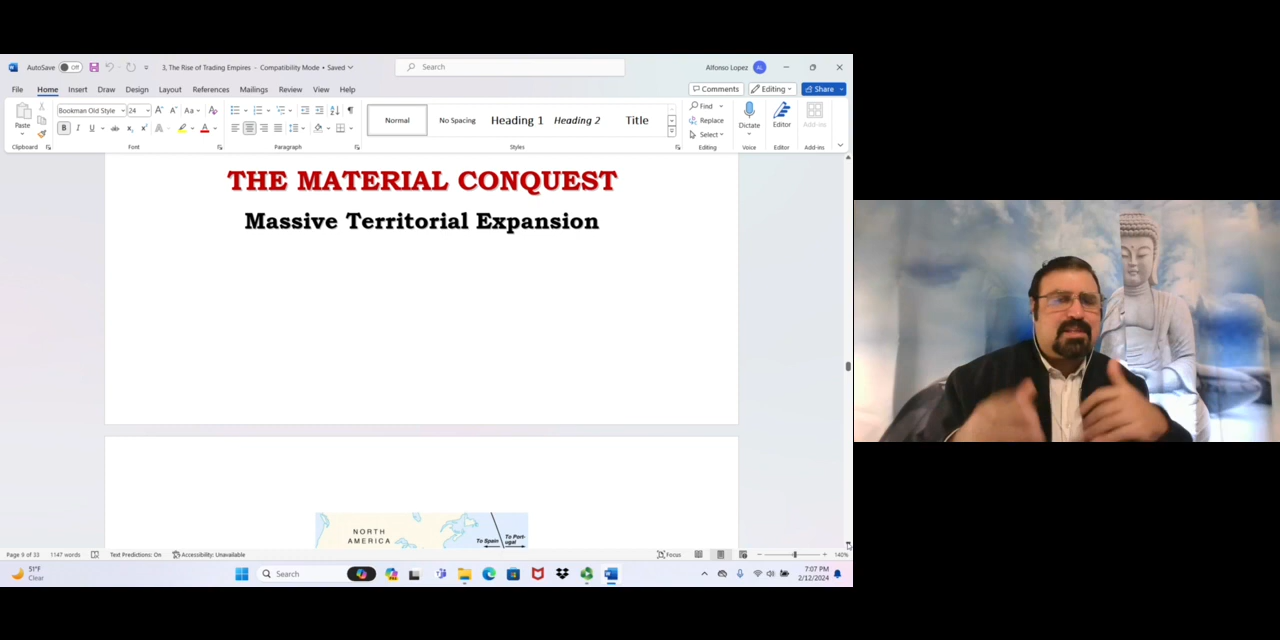 AutoSave Off 3, The Rise of Trading Empires - Compatibility Mode • Saved Search Alfonso Lopez AL
File Home Insert Draw Design Layout References Mailings Review View Help Comments Editing Share
Paste Bookman Old Style 24 Normal No Spacing Heading 1 Heading 2 Title Find Replace Select Dictate Editor Add-ins
Clipboard Font Paragraph Styles Editing Voice Editor Add-ins
THE MATERIAL CONQUEST
Massive Territorial Expansion
NORTH
AMERICA
To Spain
To Port-
ugal
Page 9 of 33 1147 words Text Predictions: On Accessibility: Unavailable Focus 140%
51°F
Clear
Search
7:07 PM
2/12/2024